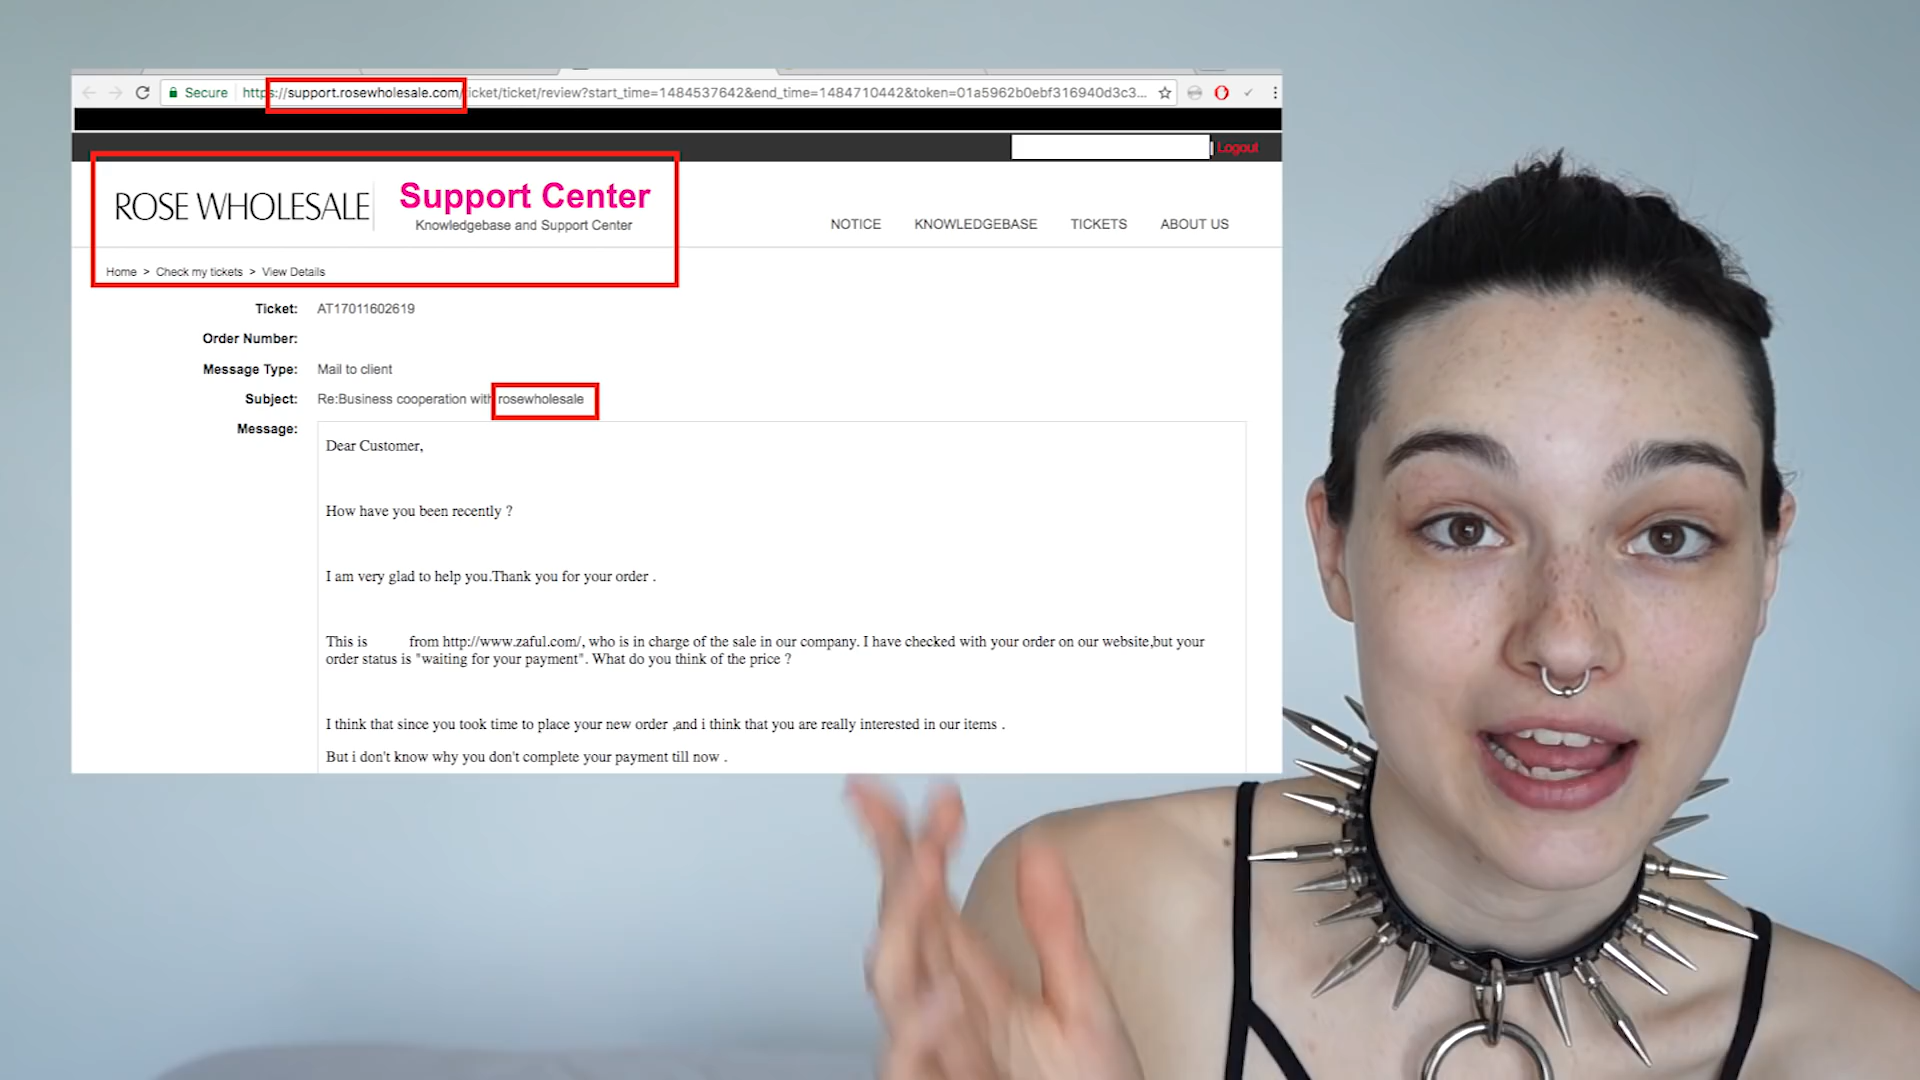 Secure https://support.rosewholesale.com/ticket/ticket/review?start_time=1484537642&end_time=1484710442&token=01a5962b0ebf316940d3c3...
Logout
ROSE WHOLESALE
Support Center
Knowledgebase and Support Center
NOTICE KNOWLEDGEBASE TICKETS ABOUT US
Home > Check my tickets > View Details
Ticket: AT17011602619
Order Number:
Message Type: Mail to client
Subject: Re:Business cooperation with rosewholesale
Message:
Dear Customer,
How have you been recently ?
I am very glad to help you.Thank you for your order .
This is from http://www.zaful.com/, who is in charge of the sale in our company. I have checked with your order on our website,but your
order status is "waiting for your payment". What do you think of the price ?
I think that since you took time to place your new order ,and i think that you are really interested in our items .
But i don't know why you don't complete your payment till now .